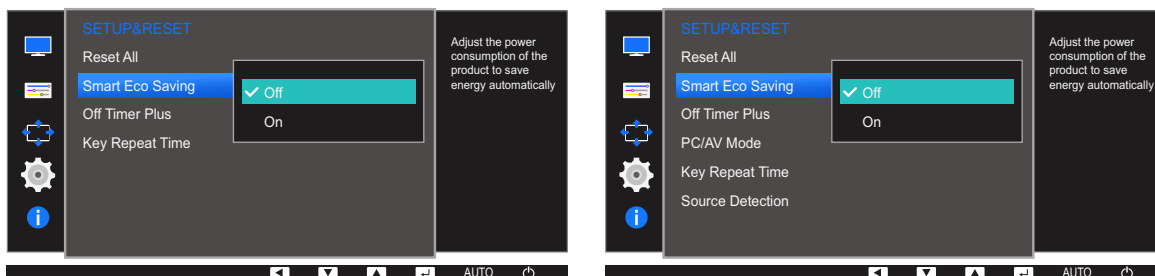 SETUP&RESET
Reset All
Smart Eco Saving
Off Timer Plus
Key Repeat Time
Off
On
Adjust the power
consumption of the
product to save
energy automatically
AUTO
SETUP&RESET
Reset All
Smart Eco Saving
Off Timer Plus
PC/AV Mode
Key Repeat Time
Source Detection
Off
On
Adjust the power
consumption of the
product to save
energy automatically
AUTO